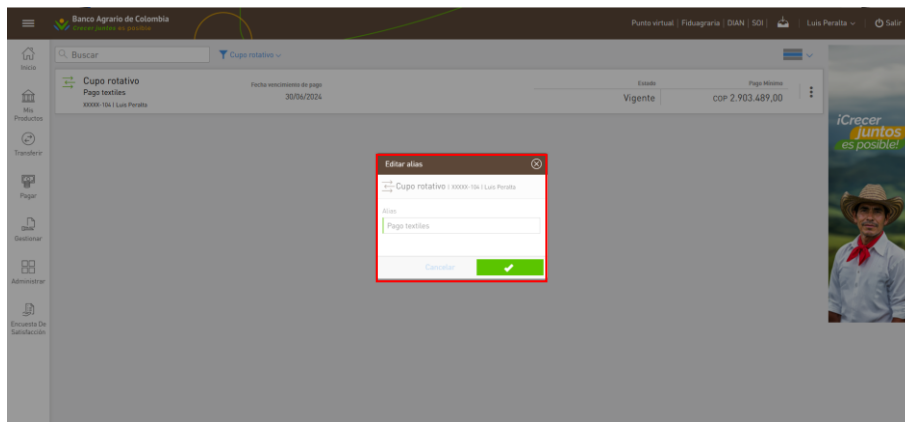 Banco Agrario de Colombia
Crecer juntos es posible
Punto virtual | Fiduagraria | DIAN | SOI |
Luis Peralta
Salir
Inicio
Mis
Productos
Transferir
Pagar
Gestionar
Administrar
Encuesta De
Satisfacción
Buscar
Cupo rotativo
Cupo rotativo
Pago textiles
XXXXX-104 | Luis Peralta
Fecha vencimiento de pago
30/06/2024
Estado
Vigente
Pago Mínimo
COP 2.903.489,00
¡Crecer
juntos
es posible!
Editar alias
Cupo rotativo | XXXXX-104 | Luis Peralta
Alias
Pago textiles
Cancelar